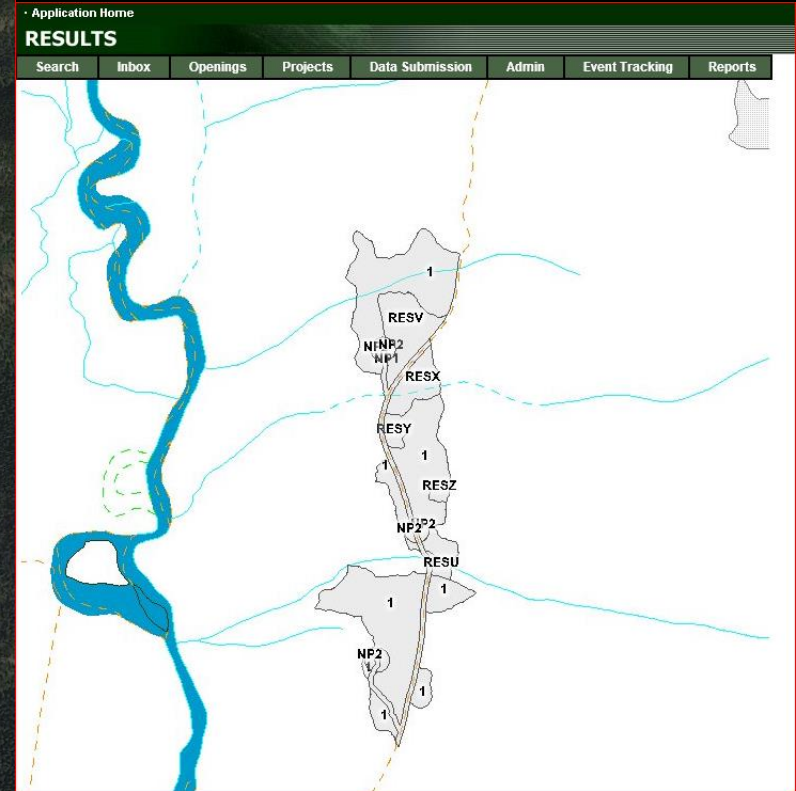 · Application Home
RESULTS
Search Inbox Openings Projects Data Submission Admin Event Tracking Reports
1
RESV
NP2
NP1
RESX
RESY
1
1
RESZ
NP2
RESU
1
1
NP2
1
1
1